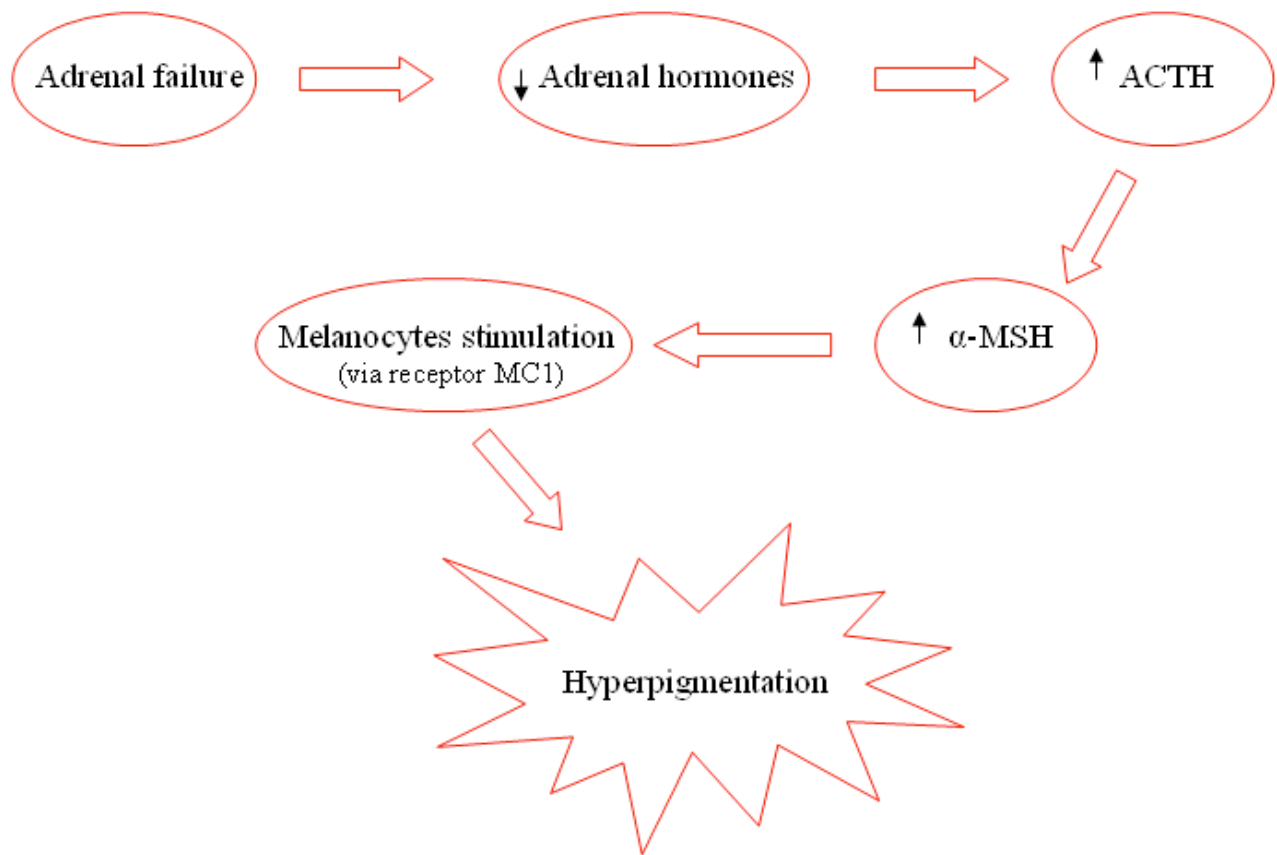 Adrenal failure
↓ Adrenal hormones
↑ ACTH
↑ α-MSH
Melanocytes stimulation
(via receptor MC1)
Hyperpigmentation